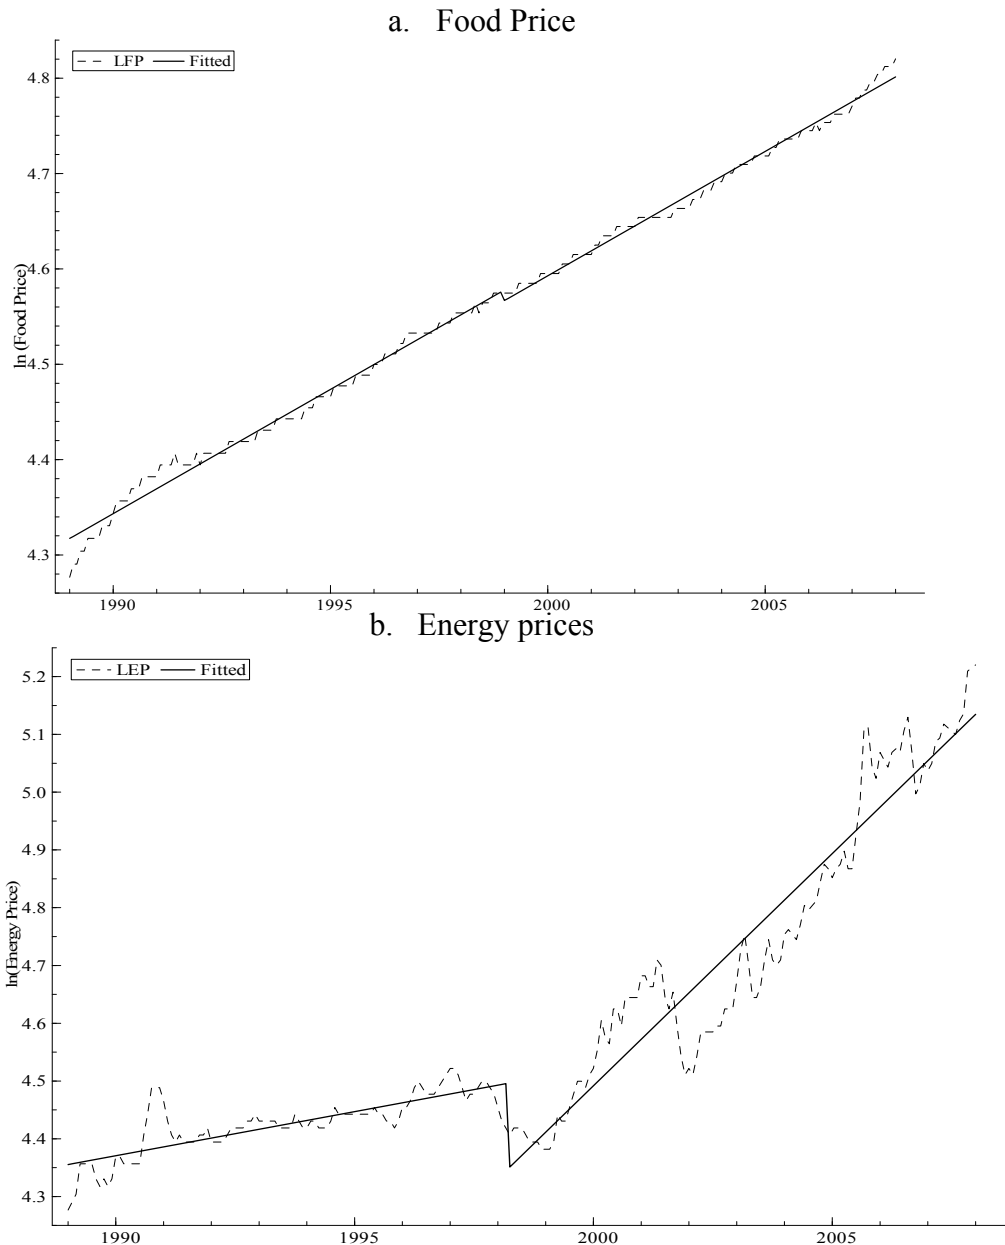 a. Food Price
LFP Fitted
4.8
4.7
4.6
4.5
4.4
4.3
ln (Food Price)
1990 1995 2000 2005
b. Energy prices
LEP Fitted
5.2
5.1
5.0
4.9
4.8
4.7
4.6
4.5
4.4
4.3
ln(Energy Price)
1990 1995 2000 2005